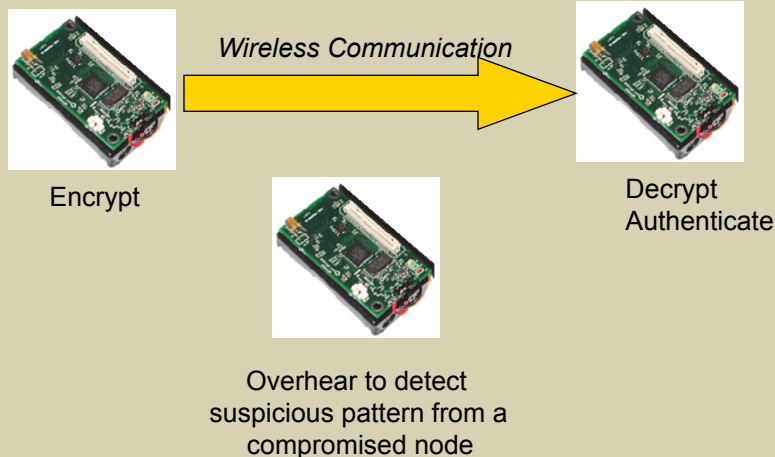 Wireless Communication
Encrypt
Decrypt
Authenticate
Overhear to detect
suspicious pattern from a
compromised node